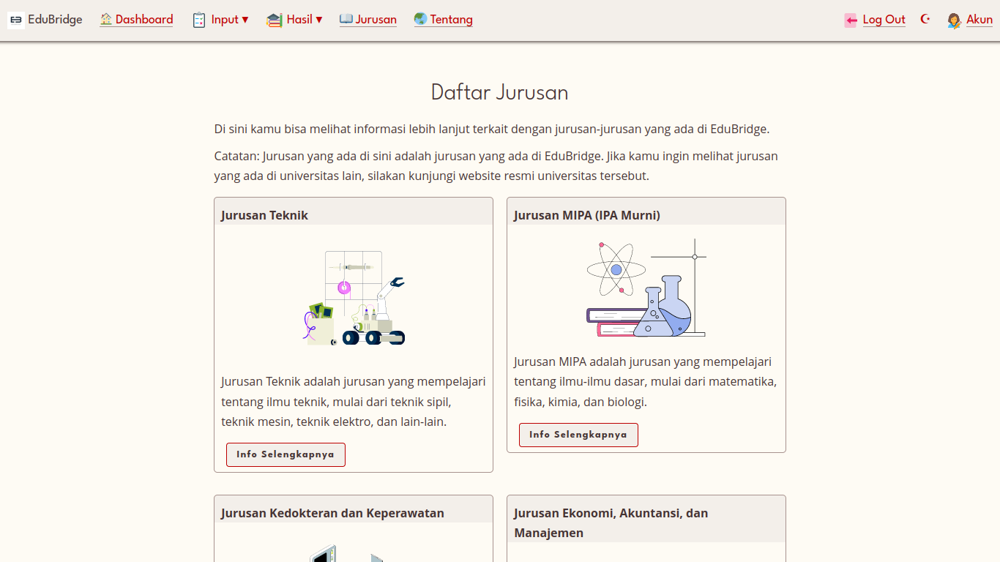 EduBridge Dashboard Input ▼ Hasil ▼ Jurusan Tentang Log Out Akun
Daftar Jurusan
Di sini kamu bisa melihat informasi lebih lanjut terkait dengan jurusan-jurusan yang ada di EduBridge.
Catatan: Jurusan yang ada di sini adalah jurusan yang ada di EduBridge. Jika kamu ingin melihat jurusan
yang ada di universitas lain, silakan kunjungi website resmi universitas tersebut.
Jurusan Teknik
Jurusan Teknik adalah jurusan yang mempelajari
tentang ilmu teknik, mulai dari teknik sipil,
teknik mesin, teknik elektro, dan lain-lain.
Info Selengkapnya
Jurusan MIPA (IPA Murni)
Jurusan MIPA adalah jurusan yang mempelajari
tentang ilmu-ilmu dasar, mulai dari matematika,
fisika, kimia, dan biologi.
Info Selengkapnya
Jurusan Kedokteran dan Keperawatan
Jurusan Ekonomi, Akuntansi, dan
Manajemen